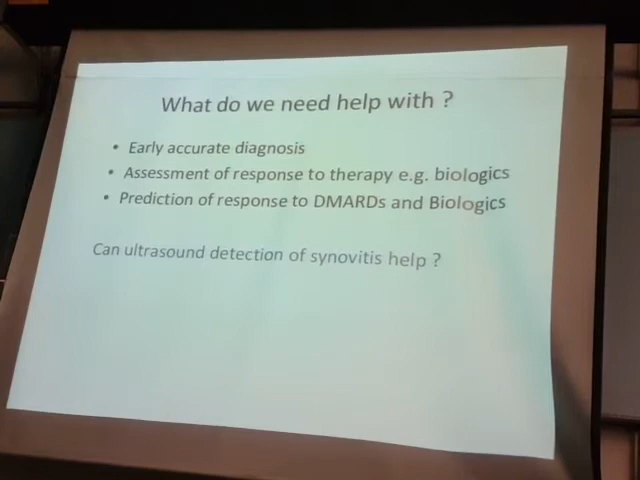 What do we need help with ?
• Early accurate diagnosis
• Assessment of response to therapy e.g. biologics
• Prediction of response to DMARDs and Biologics
Can ultrasound detection of synovitis help ?